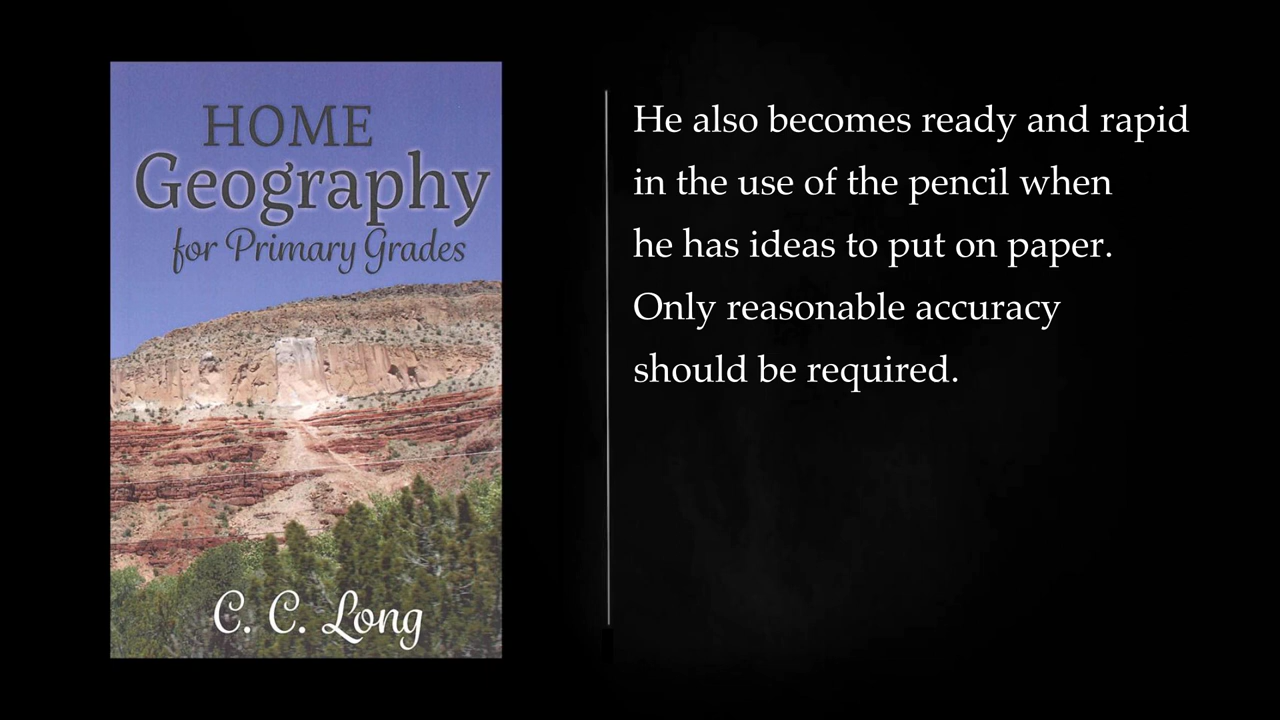 HOME
Geography
for Primary Grades
C. C. Long
He also becomes ready and rapid
in the use of the pencil when
he has ideas to put on paper.
Only reasonable accuracy
should be required.